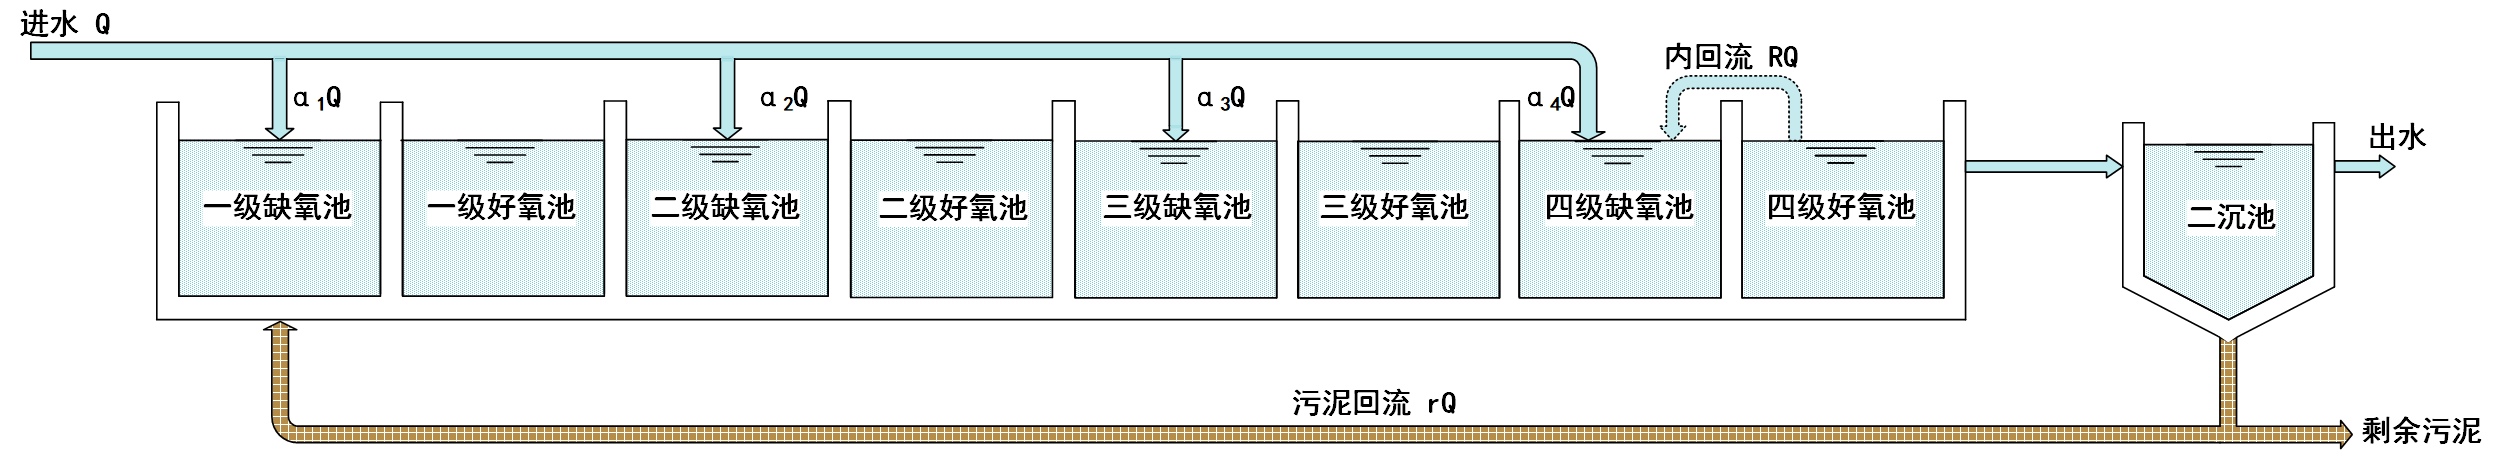 进水 Q
内回流 RQ
α₁Q
α₂Q
α₃Q
α₄Q
出水
一级缺氧池
一级好氧池
二级缺氧池
二级好氧池
三级缺氧池
三级好氧池
四级缺氧池
四级好氧池
二沉池
污泥回流 rQ
剩余污泥